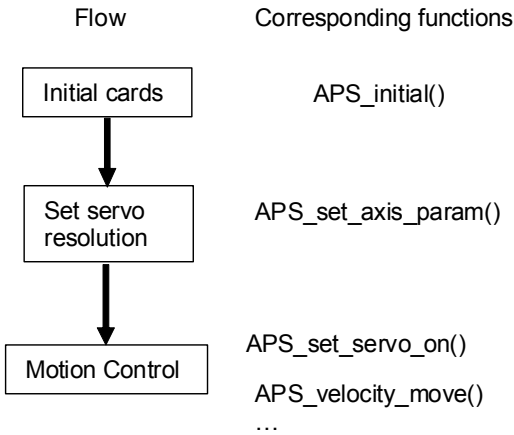 Flow Corresponding functions
Initial cards APS_initial()
Set servo APS_set_axis_param()
resolution
APS_set_servo_on()
Motion Control
APS_velocity_move()
...